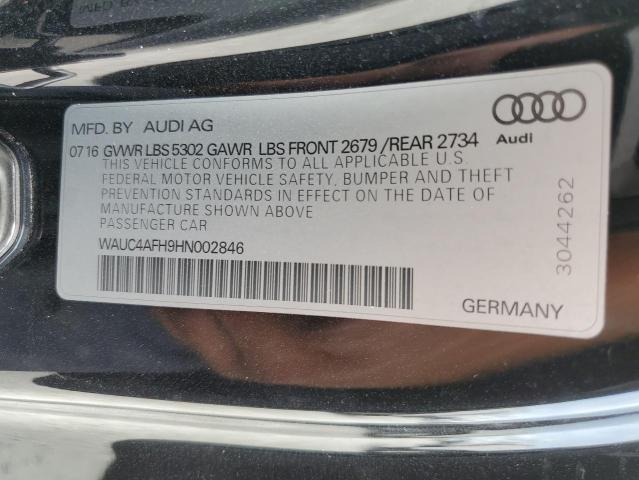 MFD. BY AUDI AG
Audi
07 16 GVWR LBS 5302 GAWR LBS FRONT 2679 /REAR 2734
THIS VEHICLE CONFORMS TO ALL APPLICABLE U.S.
FEDERAL MOTOR VEHICLE SAFETY, BUMPER AND THEFT
PREVENTION STANDARDS IN EFFECT ON THE DATE OF
MANUFACTURE SHOWN ABOVE
PASSENGER CAR
WAUC4AFH9HN002846
3044262
GERMANY